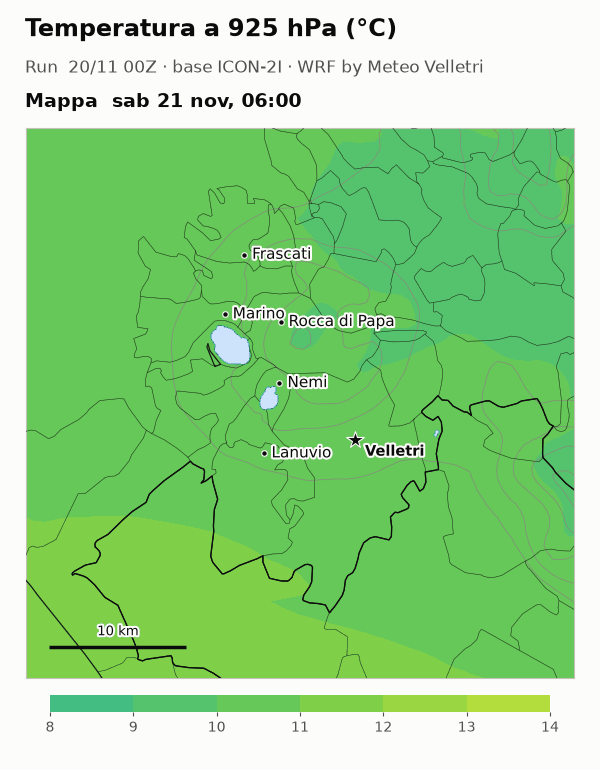 Temperatura a 925 hPa (°C)
Run  20/11 00Z · base ICON-2I · WRF by Meteo Velletri
Mappa  sab 21 nov, 06:00
Frascati
Marino
Rocca di Papa
Nemi
Velletri
Lanuvio
10 km
8 9 10 11 12 13 14